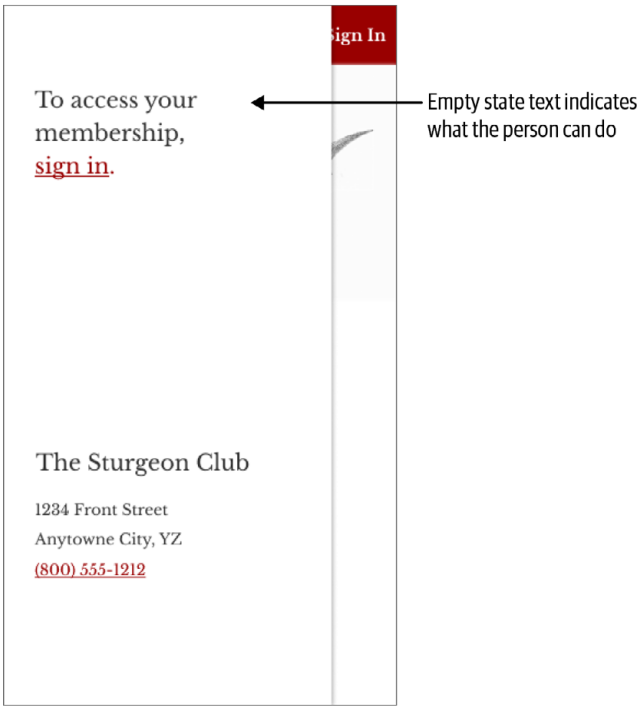 Sign In
To access your
membership,
sign in.
Empty state text indicates
what the person can do
The Sturgeon Club
1234 Front Street
Anytowne City, YZ
(800) 555-1212